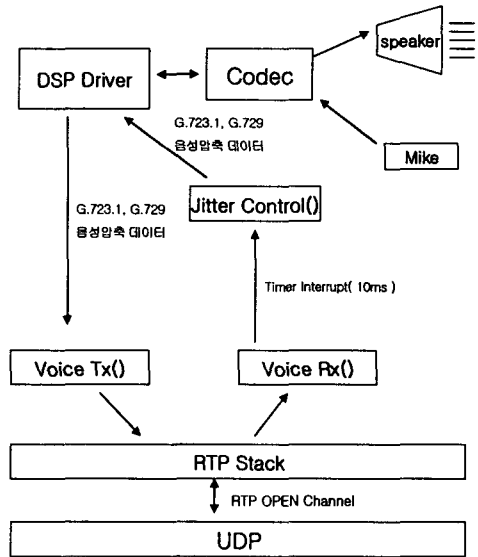 speaker
DSP Driver
Codec
G.723.1, G.729
음성압축 데이터
Mike
Jitter Control()
G.723.1, G.729
음성압축 데이터
Timer Interrupt( 10ms )
Voice Tx()
Voice Rx()
RTP Stack
RTP OPEN Channel
UDP